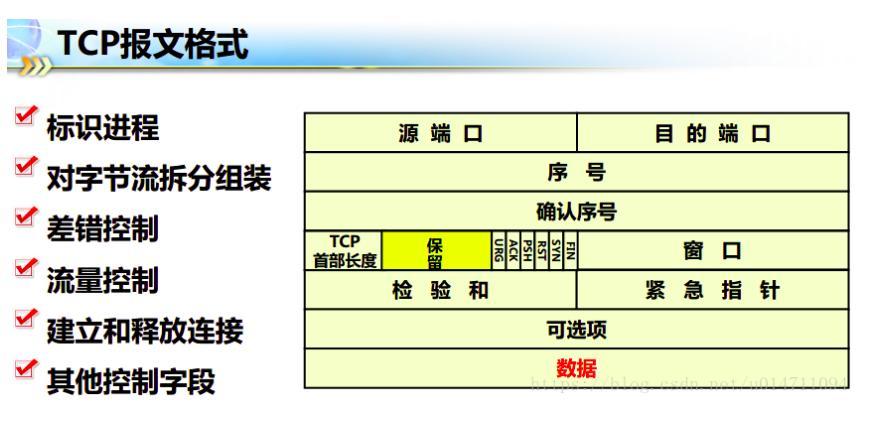 TCP报文格式
标识进程
对字节流拆分组装
差错控制
流量控制
建立和释放连接
其他控制字段
源 端 口 目 的 端 口
序 号
确认序号
TCP
首部长度 保
留 URG ACK PSH RST SYN FIN 窗 口
检 验 和 紧 急 指 针
可选项
数据
https://blog.csdn.net/u014711094